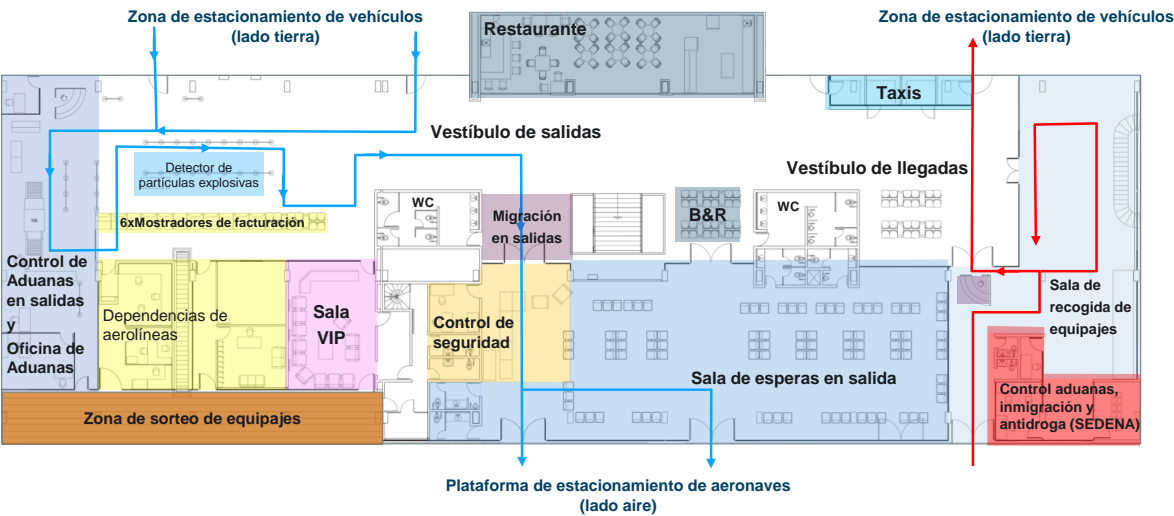 Zona de estacionamiento de vehículos
(lado tierra)
Zona de estacionamiento de vehículos
(lado tierra)
Restaurante
Taxis
Vestíbulo de salidas
Vestíbulo de llegadas
Detector de
partículas explosivas
WC
Migración
en salidas
B&R
WC
6xMostradores de facturación
Control de
Aduanas
en salidas
y
Oficina de
Aduanas
Dependencias de
aerolíneas
Sala
VIP
Control de
seguridad
Sala de esperas en salida
Sala de
recogida de
equipajes
Control aduanas,
inmigración y
antidroga (SEDENA)
Zona de sorteo de equipajes
Plataforma de estacionamiento de aeronaves
(lado aire)